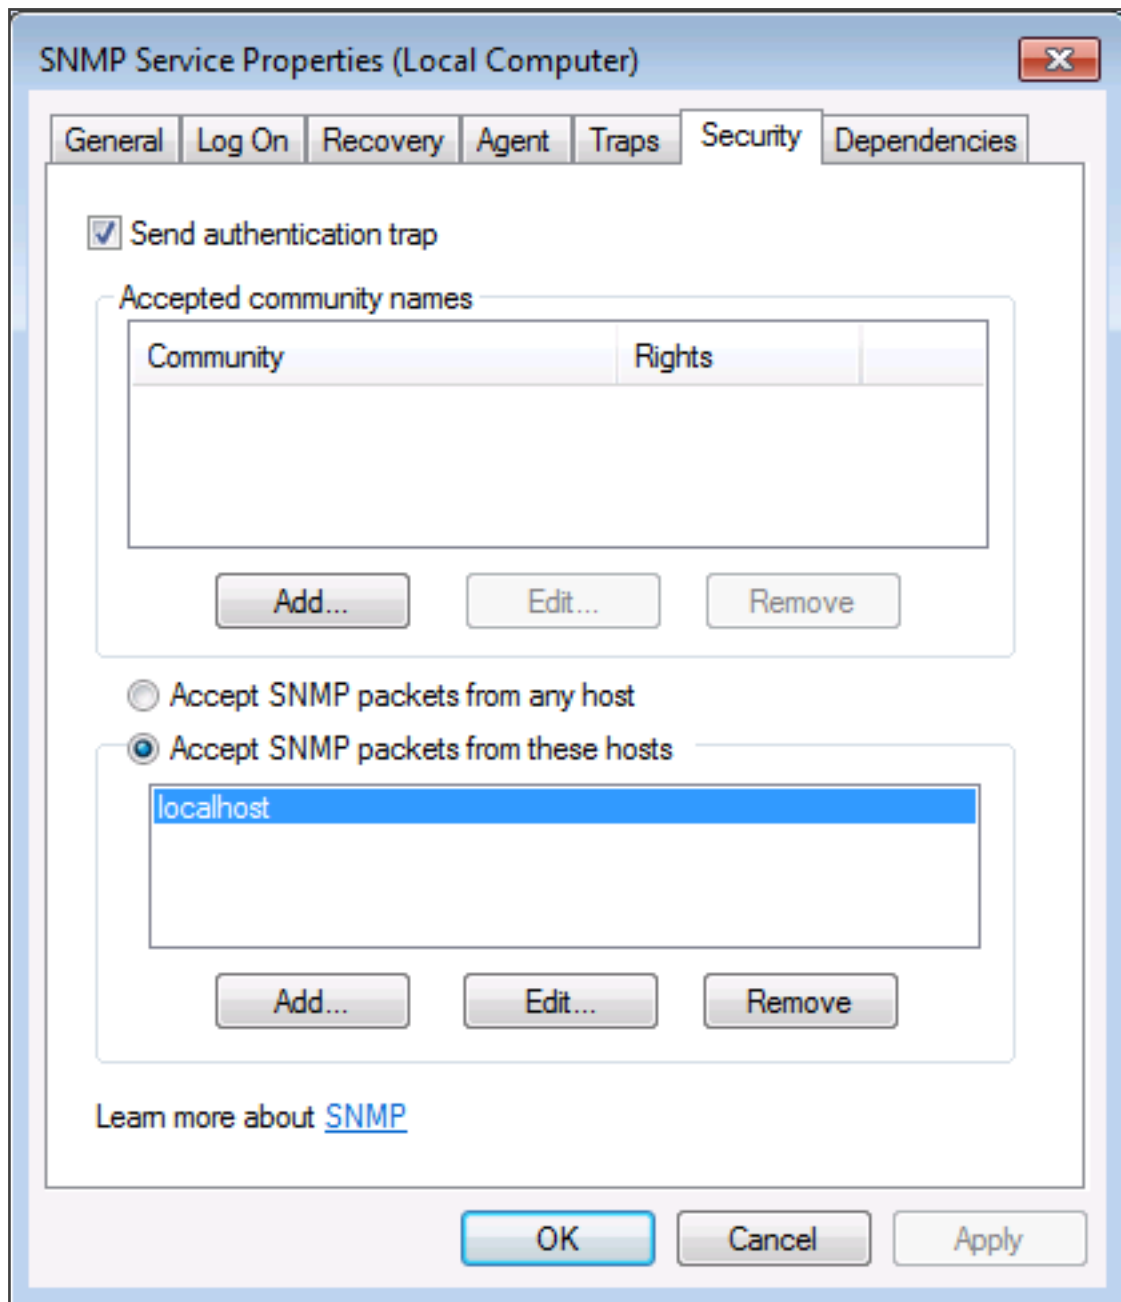 SNMP Service Properties (Local Computer)
General Log On Recovery Agent Traps Security Dependencies
Send authentication trap
Accepted community names
Community Rights
Add... Edit... Remove
Accept SNMP packets from any host
Accept SNMP packets from these hosts
localhost
Add... Edit... Remove
Learn more about SNMP
OK Cancel Apply